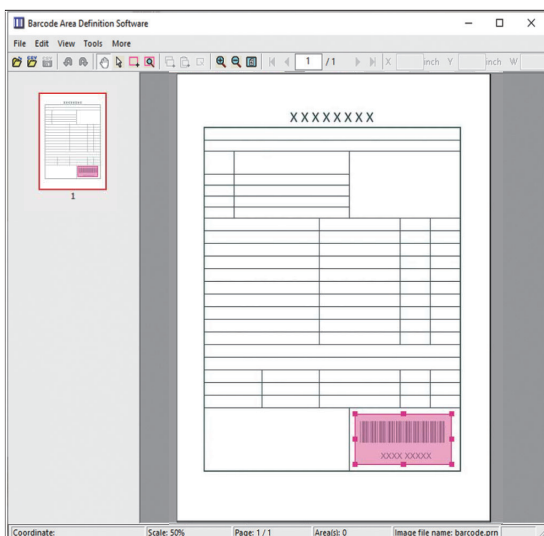 Barcode Area Definition Software
File Edit View Tools More
1 /1 X inch Y inch W
XXXXXXXX
1
XXXX XXXXX
Coordinate: Scale: 50% Page: 1 / 1 Area(s): 0 Image file name: barcode.prn